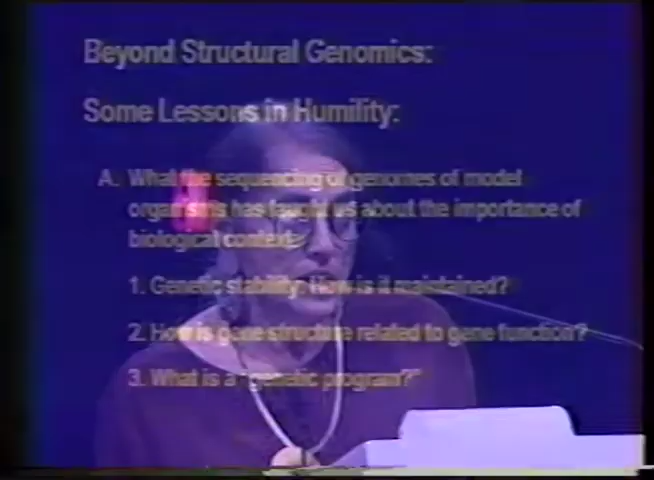 Beyond Structural Genomics:
Some Lessons in Humility:
A. What the sequencing of genomes of model
organisms has taught us about the importance of
biological context:
1. Genetic stability: How is it maintained?
2. How is gene structure related to gene function?
3. What is a "genetic program?"